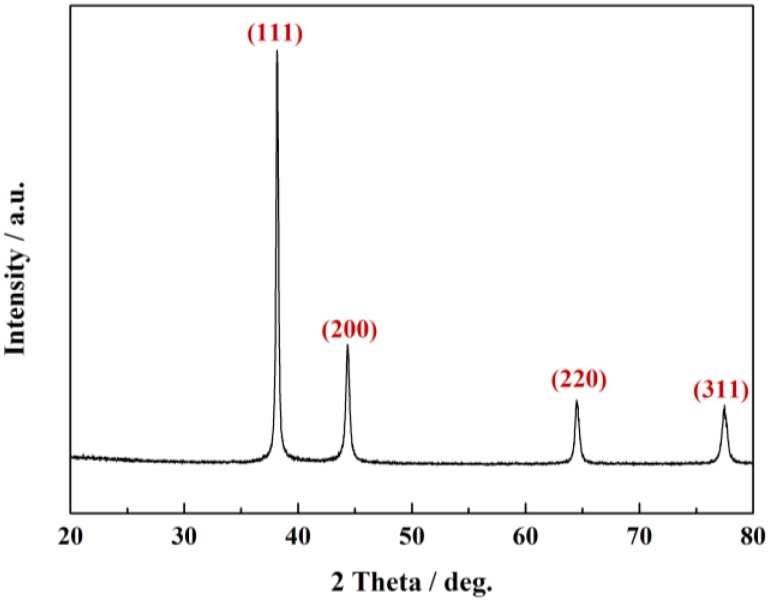 (111)
(200)
(220)
(311)
Intensity / a.u.
20 30 40 50 60 70 80
2 Theta / deg.